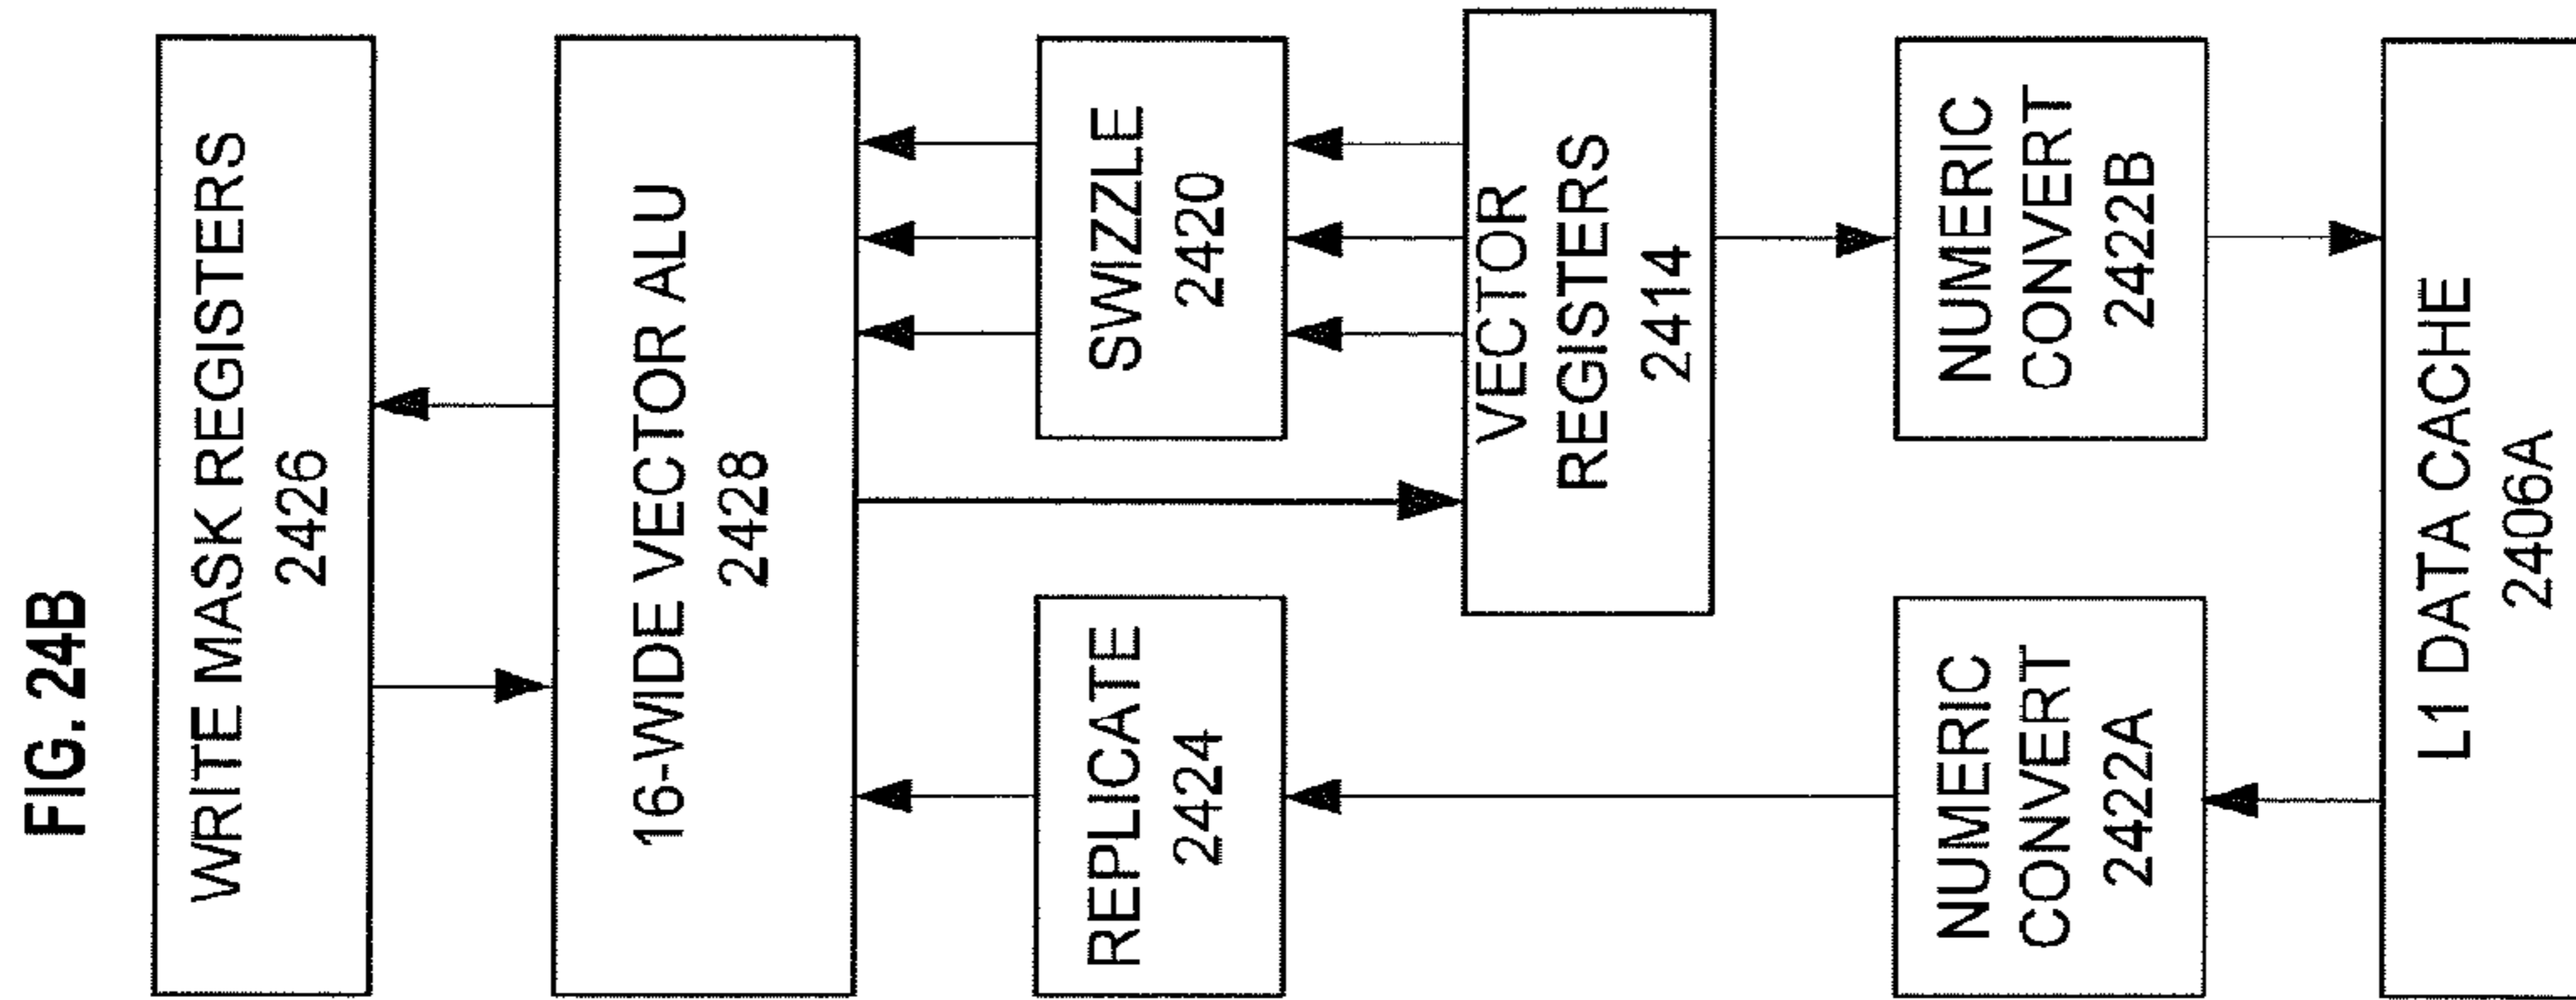 FIG. 24B
WRITE MASK REGISTERS
2426
16-WIDE VECTOR ALU
2428
REPLICATE
2424
SWIZZLE
2420
VECTOR
REGISTERS
2414
NUMERIC
CONVERT
2422A
NUMERIC
CONVERT
2422B
L1 DATA CACHE
2406A